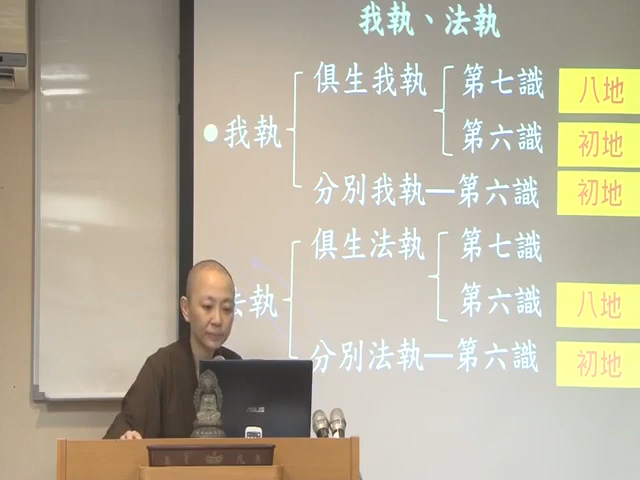 我執、法執
俱生我執 第七識 八地
●我執 第六識 初地
分別我執—第六識 初地
俱生法執 第七識
法執 第六識 八地
分別法執—第六識 初地
ASUS